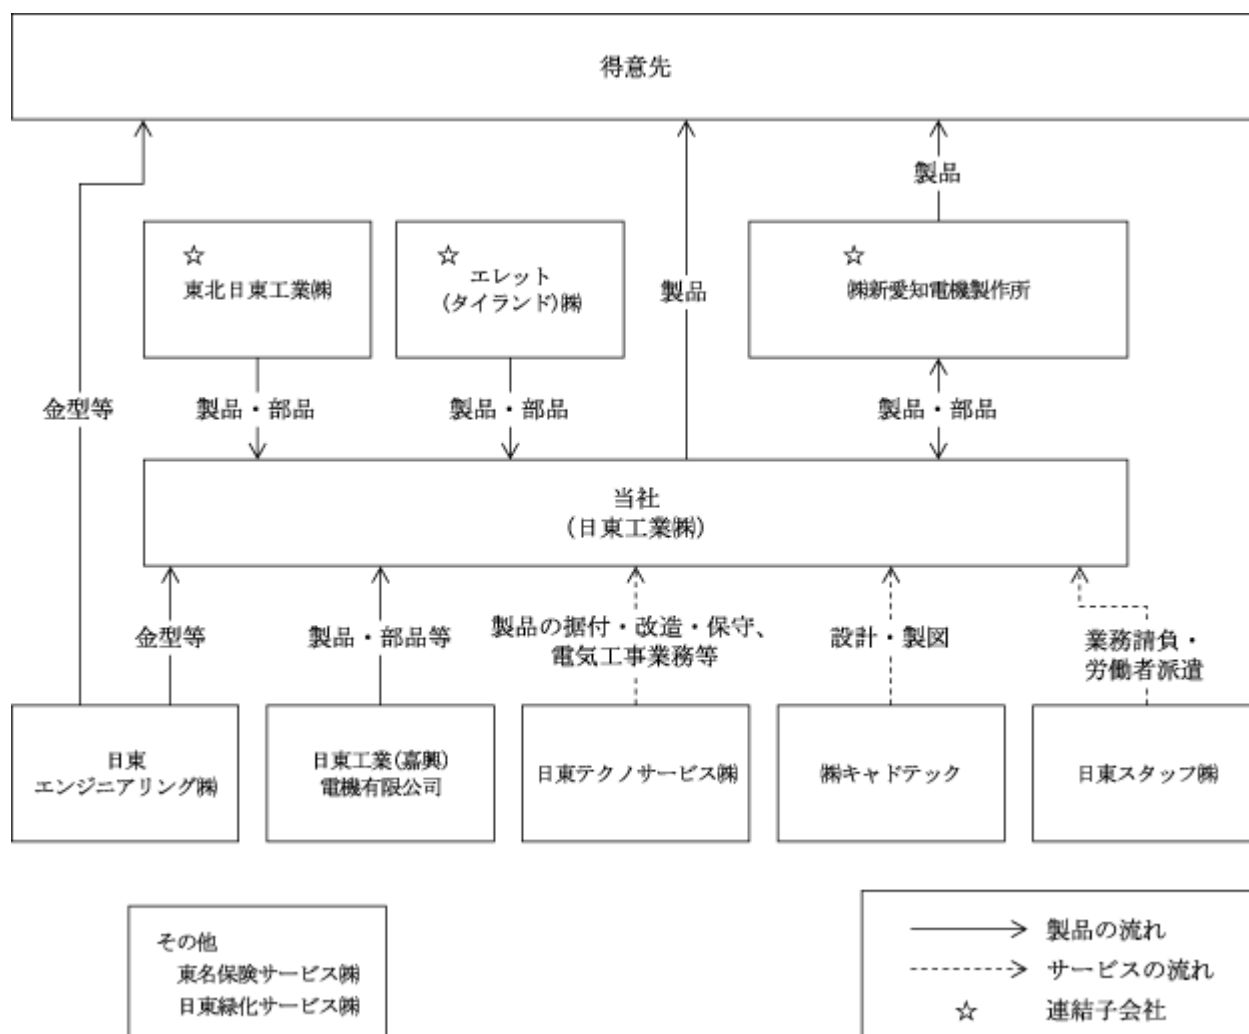 得意先
製品
☆
東北日東工業㈱
☆
エレット
(タイランド)㈱
製品
☆
㈱新愛知電機製作所
金型等
製品・部品
製品・部品
製品・部品
当社
(日東工業㈱)
金型等
製品・部品等
製品の据付・改造・保守、
電気工事業務等
設計・製図
業務請負・
労働者派遣
日東
エンジニアリング㈱
日東工業(嘉興)
電機有限公司
日東テクノサービス㈱
㈱キャドテック
日東スタッフ㈱
その他
東名保険サービス㈱
日東緑化サービス㈱
製品の流れ
サービスの流れ
☆ 連結子会社